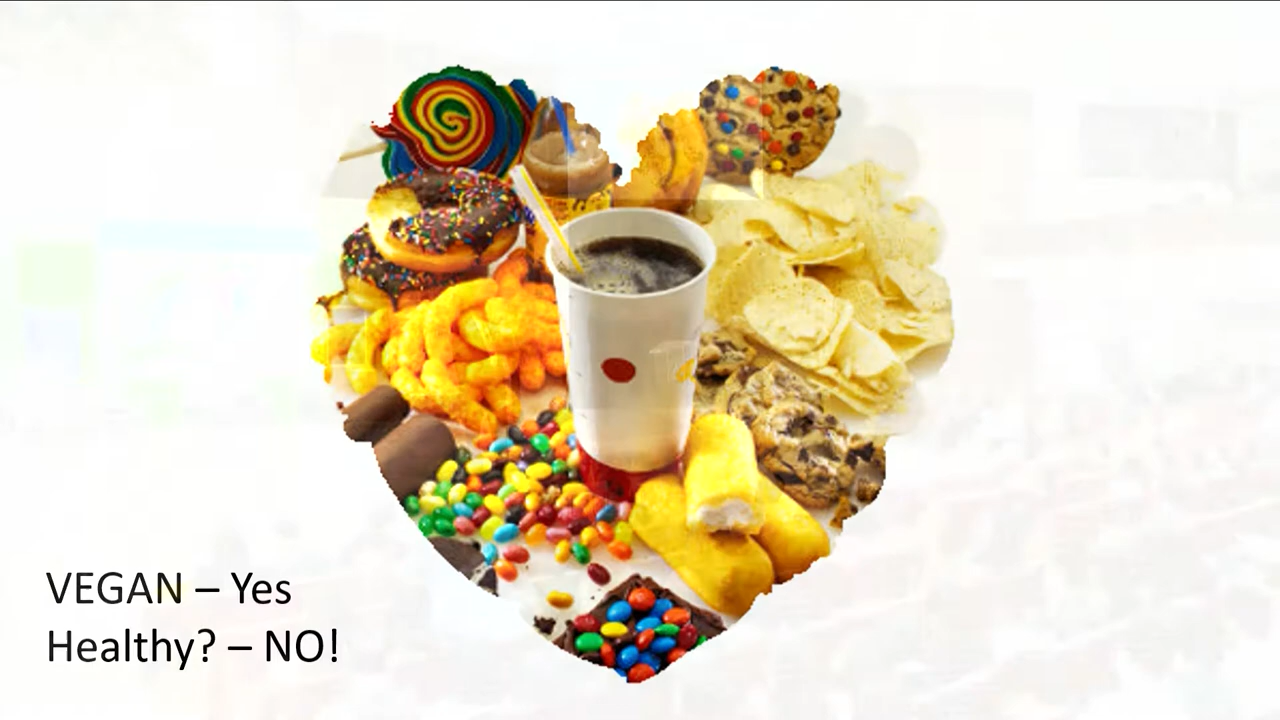 VEGAN – Yes
Healthy? – NO!